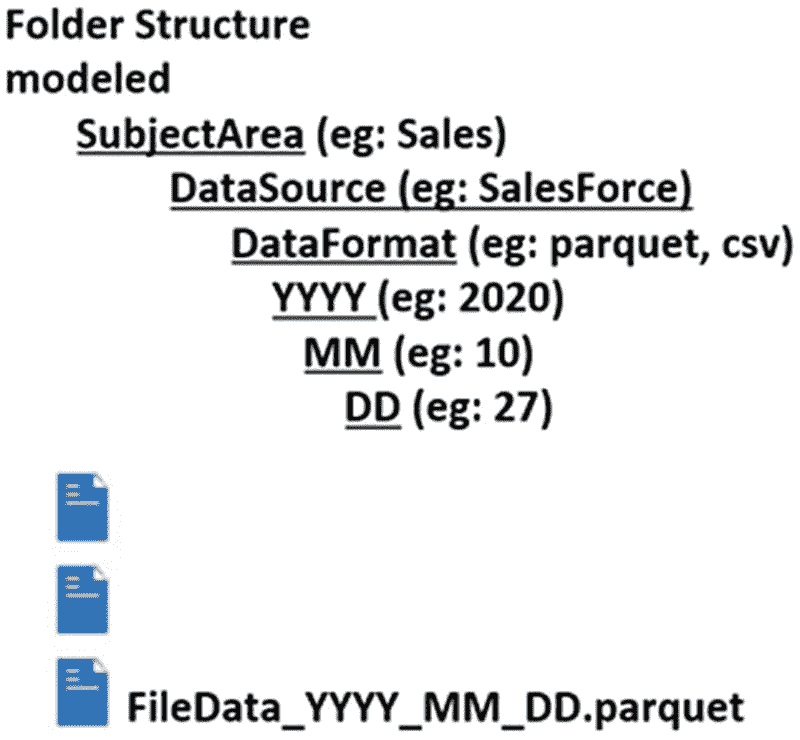 Folder Structure
modeled
SubjectArea (eg: Sales)
DataSource (eg: SalesForce)
DataFormat (eg: parquet, csv)
YYYY (eg: 2020)
MM (eg: 10)
DD (eg: 27)
FileData_YYYY_MM_DD.parquet